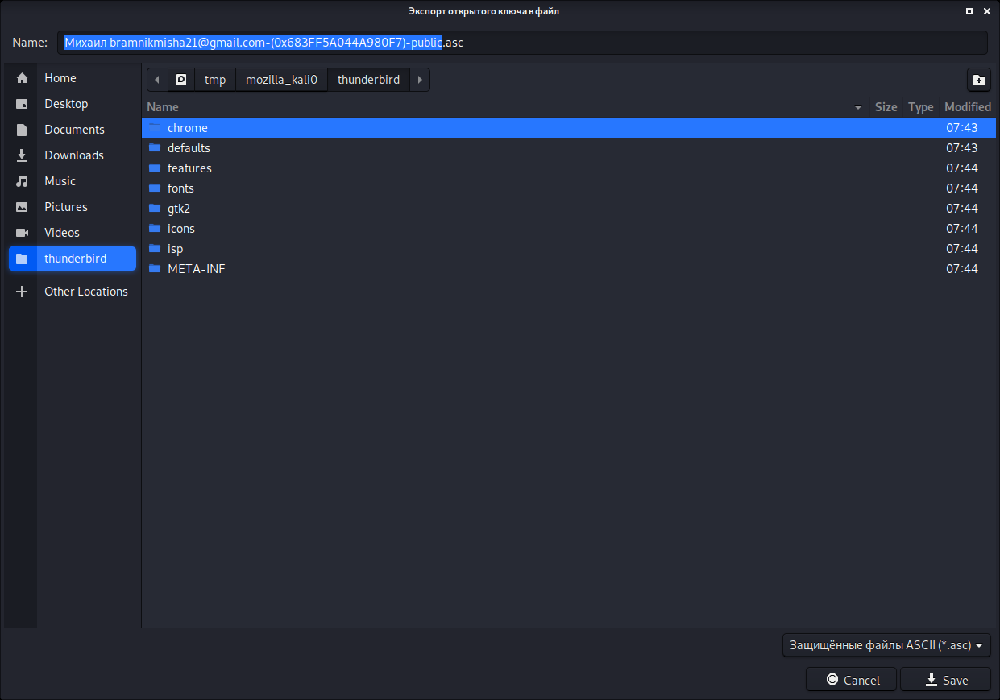 Экспорт открытого ключа в файл
Name: Михаил bramnikmisha21@gmail.com-(0x683FF5A044A980F7)-public.asc
Home
Desktop
Documents
Downloads
Music
Pictures
Videos
thunderbird
Other Locations
tmp mozilla_kali0 thunderbird
Name Size Type Modified
chrome 07:43
defaults 07:43
features 07:44
fonts 07:44
gtk2 07:44
icons 07:44
isp 07:44
META-INF 07:44
Защищённые файлы ASCII (*.asc)
Cancel Save